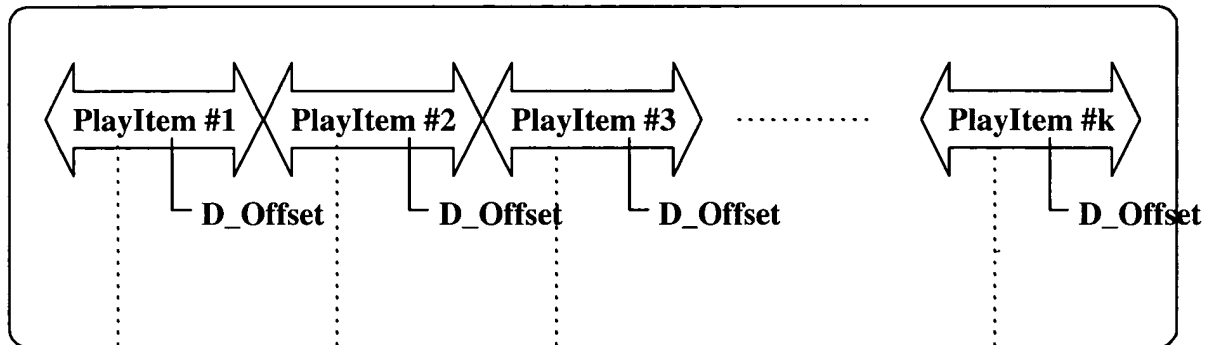 PlayItem #1 PlayItem #2 PlayItem #3 ............ PlayItem #k
D_Offset D_Offset D_Offset D_Offset